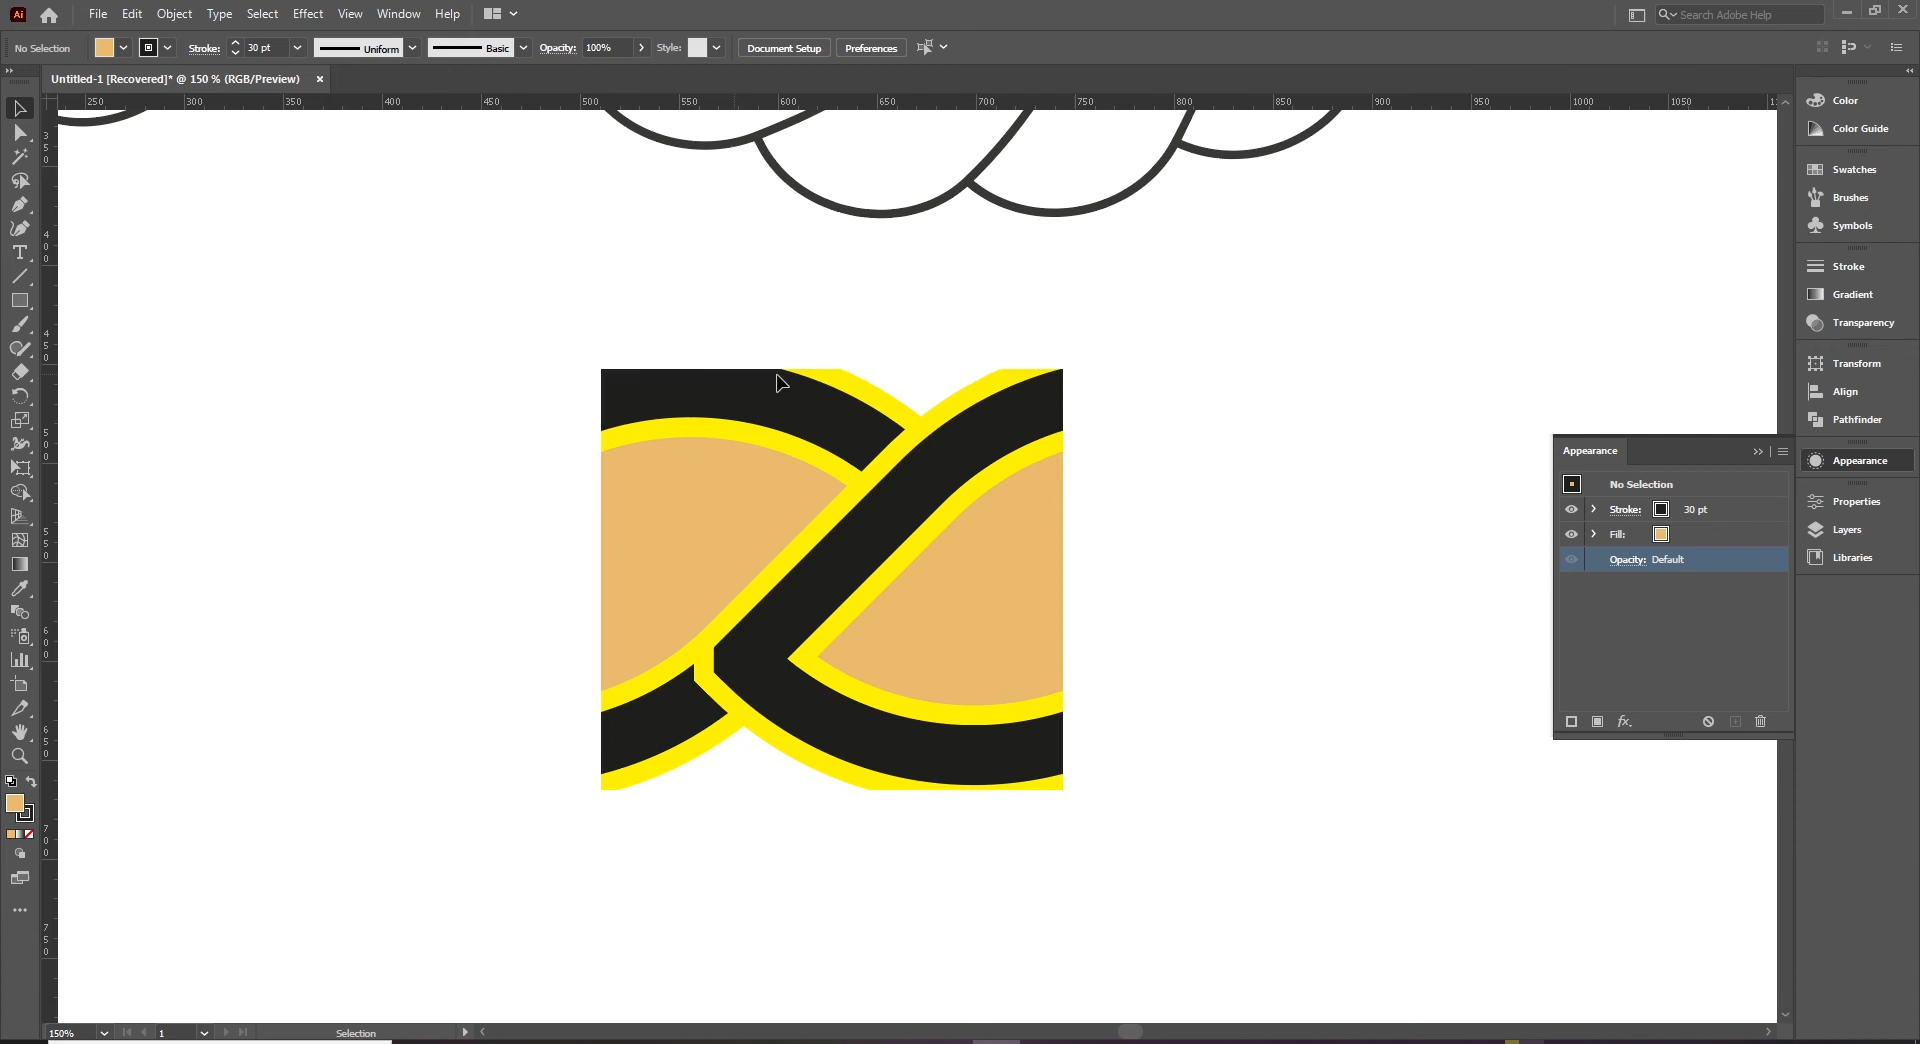 Ai File Edit Object Type Select Effect View Window Help Search Adobe Help
No Selection Stroke: 30 pt Uniform Basic Opacity: 100% Style: Document Setup Preferences
Untitled-1 [Recovered]* @ 150 % (RGB/Preview) ×
250 300 350 400 450 500 550 600 650 700 750 800 850 900 950 1000 1050
350
400
450
500
550
600
650
700
750
Color
Color Guide
Swatches
Brushes
Symbols
Stroke
Gradient
Transparency
Transform
Align
Pathfinder
Appearance
Properties
Layers
Libraries
Appearance
No Selection
Stroke: 30 pt
Fill:
Opacity: Default
fx.
150% 1 Selection